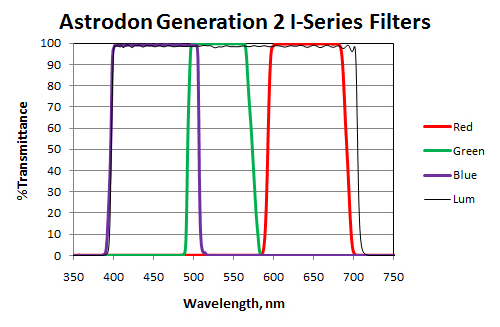 Astrodon Generation 2 I-Series Filters
%Transmittance
100
90
80
70
60
50
40
30
20
10
0
350 400 450 500 550 600 650 700 750
Wavelength, nm
Red
Green
Blue
Lum